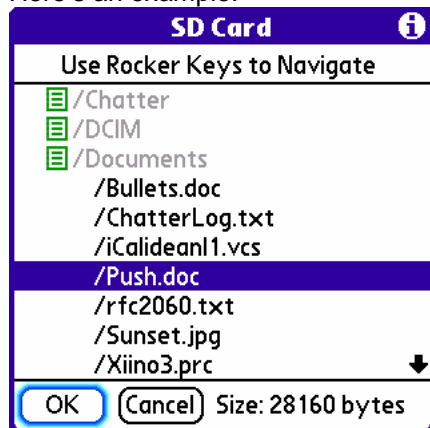 Here's an example:
SD Card i
Use Rocker Keys to Navigate
/Chatter
/DCIM
/Documents
/Bullets.doc
/ChatterLog.txt
/iCalideanl1.vcs
/Push.doc
/rfc2060.txt
/Sunset.jpg
/Xiino3.prc
OK Cancel Size: 28160 bytes